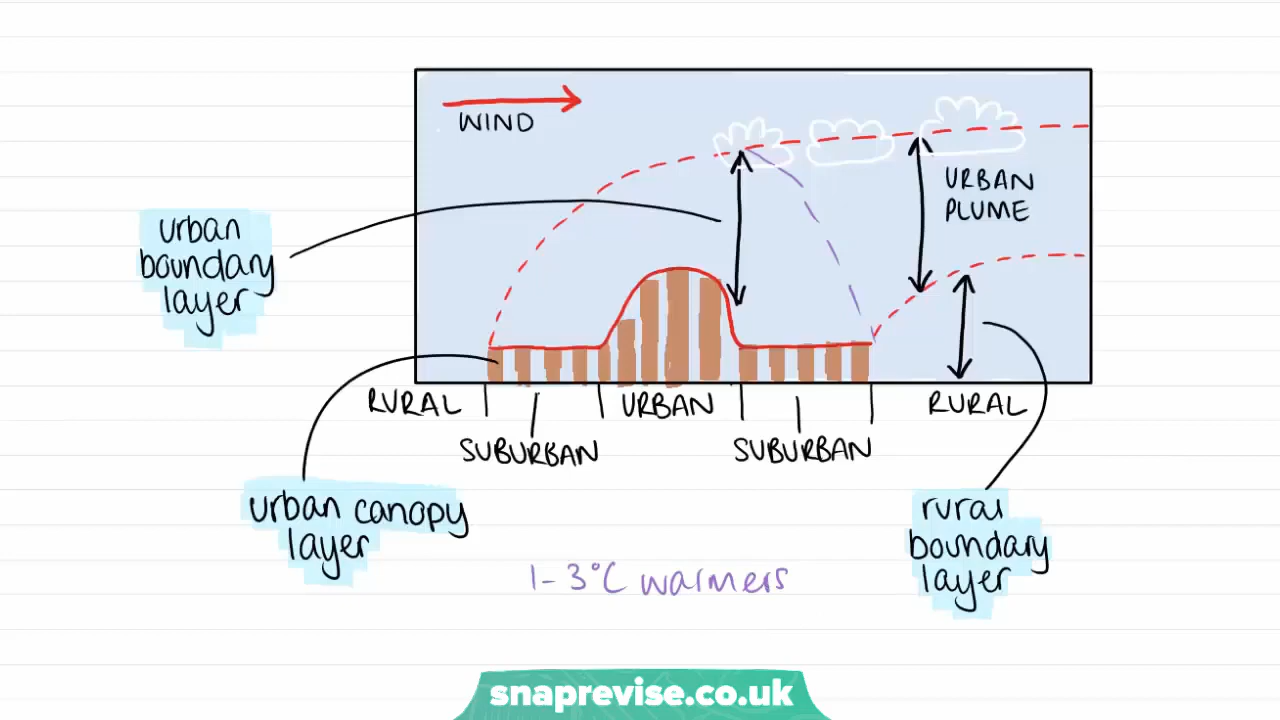 WIND
URBAN
PLUME
urban
boundary
layer
RURAL
URBAN
RURAL
SUBURBAN
SUBURBAN
urban canopy
layer
rural
boundary
layer
1-3°C warmers
snaprevise.co.uk